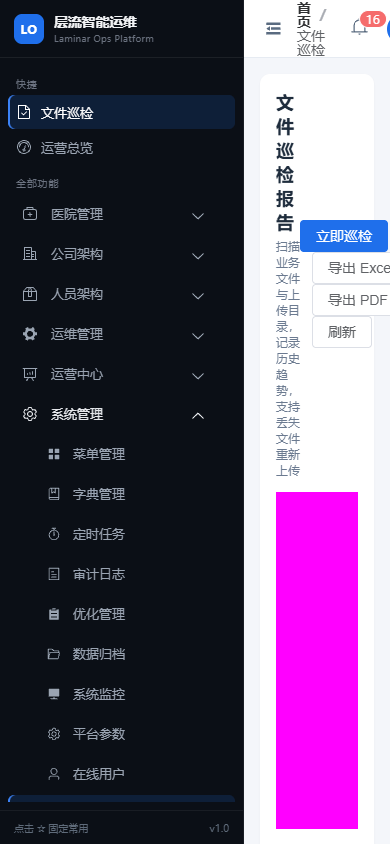 LO
层流智能运维
Laminar Ops Platform
快捷
文件巡检
运营总览
全部功能
医院管理
公司架构
人员架构
运维管理
运营中心
系统管理
菜单管理
字典管理
定时任务
审计日志
优化管理
数据归档
系统监控
平台参数
在线用户
点击 ☆ 固定常用
v1.0
首页 /
文件巡检
16
文件巡检报告
扫描
业务
文件
与上
传目
录，
记录
历史
趋
势，
支持
丢失
文件
重新
上传
立即巡检
导出 Exce
导出 PDF
刷新